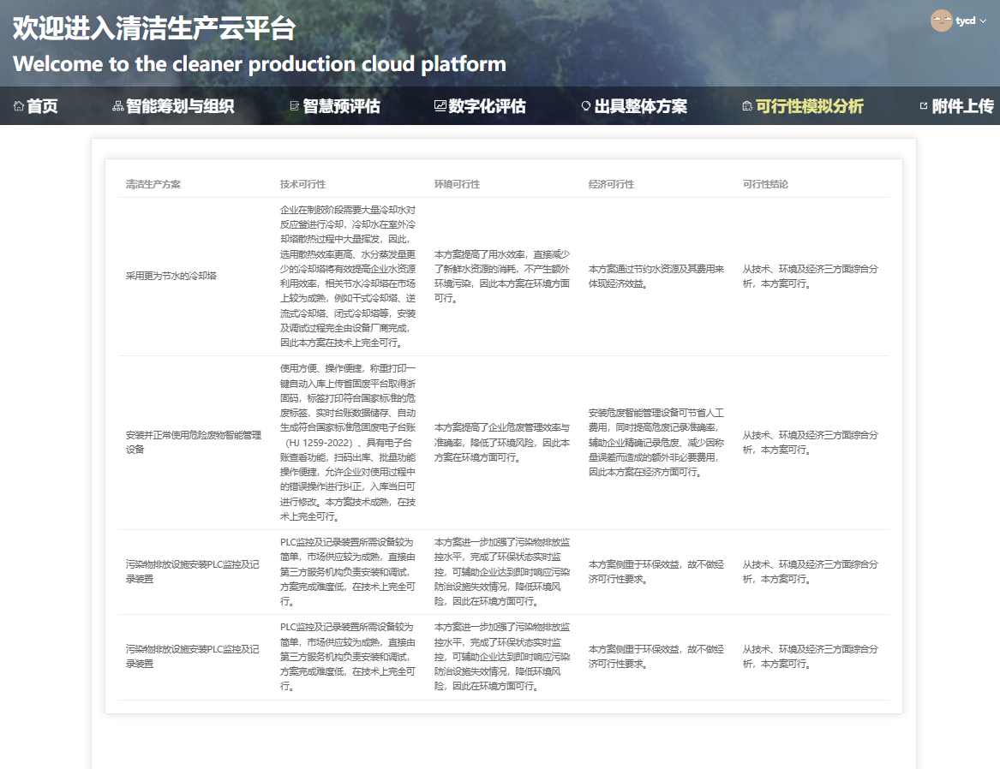 欢迎进入清洁生产云平台
tycd
Welcome to the cleaner production cloud platform
首页
智能筹划与组织
智慧预评估
数字化评估
出具整体方案
可行性模拟分析
附件上传
清洁生产方案
技术可行性
环境可行性
经济可行性
可行性结论
采用更为节水的冷却塔
企业在制胶阶段需要大量冷却水对
反应釜进行冷却，冷却水在室外冷
却塔散热过程中大量挥发，因此，
选用散热效率更高、水分蒸发量更
少的冷却塔将有效提高企业水资源
利用效率，相关节水冷却塔在市场
上较为成熟，例如干式冷却塔、逆
流式冷却塔、闭式冷却塔等，安装
及调试过程完全由设备厂商完成，
因此本方案在技术上完全可行。
本方案提高了用水效率，直接减少
了新鲜水资源的消耗，不产生额外
环境污染，因此本方案在环境方面
可行。
本方案通过节约水资源及其费用来
体现经济效益。
从技术、环境及经济三方面综合分
析，本方案可行。
安装并正常使用危险废物智能管理
设备
使用方便、操作便捷，称重打印一
键自动入库上传省固废平台取得浙
固码，标签打印符合国家标准的危
废标签，实时台账数据储存、自动
生成符合国家标准危固废电子台账
（HJ 1259-2022）、具有电子台
账查看功能，扫码出库、批量功能
操作便捷，允许企业对使用过程中
的错误操作进行纠正，入库当日可
进行修改。本方案技术成熟，在技
术上完全可行。
本方案提高了企业危废管理效率与
准确率，降低了环境风险，因此本
方案在环境方面可行。
安装危废智能管理设备可节省人工
费用，同时提高危废记录准确率，
辅助企业精确记录危废、减少因称
量误差而造成的额外非必要费用，
因此本方案在经济方面可行。
从技术、环境及经济三方面综合分
析，本方案可行。
污染物排放设施安装PLC监控及记
录装置
PLC监控及记录装置所需设备较为
简单，市场供应较为成熟，直接由
第三方服务机构负责安装和调试，
方案完成难度低，在技术上完全可
行。
本方案进一步加强了污染物排放监
控水平，完成了环保状态实时监
控，可辅助企业达到即时响应污染
防治设施失效情况，降低环境风
险，因此在环境方面可行。
本方案侧重于环保效益，故不做经
济可行性要求。
从技术、环境及经济三方面综合分
析，本方案可行。
污染物排放设施安装PLC监控及记
录装置
PLC监控及记录装置所需设备较为
简单，市场供应较为成熟，直接由
第三方服务机构负责安装和调试，
方案完成难度低，在技术上完全可
行。
本方案进一步加强了污染物排放监
控水平，完成了环保状态实时监
控，可辅助企业达到即时响应污染
防治设施失效情况，降低环境风
险，因此在环境方面可行。
本方案侧重于环保效益，故不做经
济可行性要求。
从技术、环境及经济三方面综合分
析，本方案可行。